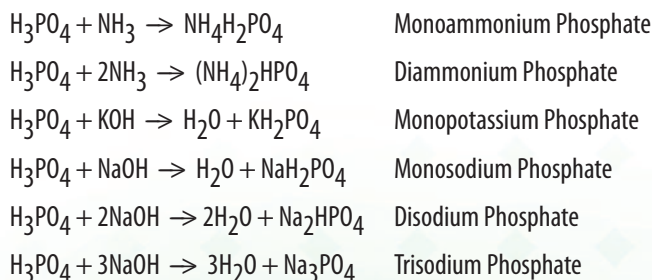 H3PO4 + NH3 → NH4H2PO4 Monoammonium Phosphate
H3PO4 + 2NH3 → (NH4)2HPO4 Diammonium Phosphate
H3PO4 + KOH → H2O + KH2PO4 Monopotassium Phosphate
H3PO4 + NaOH → H2O + NaH2PO4 Monosodium Phosphate
H3PO4 + 2NaOH → 2H2O + Na2HPO4 Disodium Phosphate
H3PO4 + 3NaOH → 3H2O + Na3PO4 Trisodium Phosphate